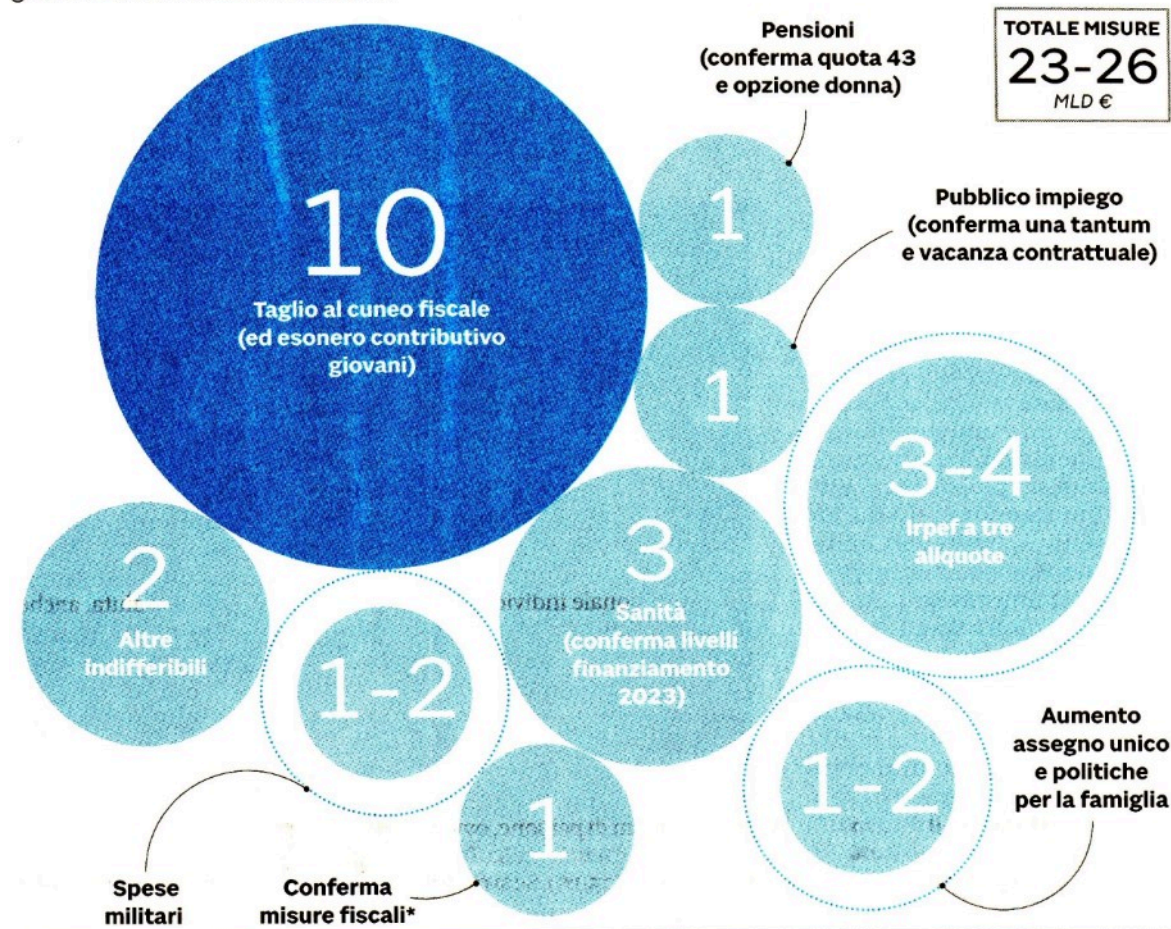 Pensioni
(conferma quota 43
e opzione donna)
TOTALE MISURE
23-26
MLD €
1
Pubblico impiego
(conferma una tantum
e vacanza contrattuale)
10
Taglio al cuneo fiscale
(ed esonero contributivo
giovani)
1
3-4
Irpef a tre
aliquote
2
Altre
indifferibili
3
Sanità
(conferma livelli
finanziamento
2023)
1-2
1-2
Aumento
assegno unico
e politiche
per la famiglia
1
Spese
militari
Conferma
misure fiscali*